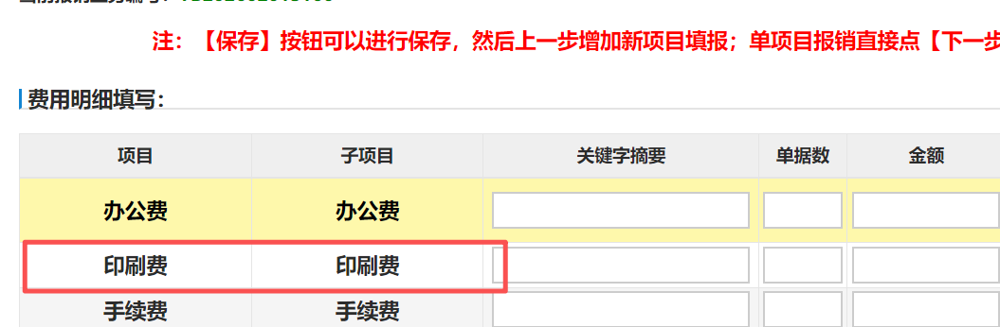 注：【保存】按钮可以进行保存，然后上一步增加新项目填报；单项目报销直接点【下一步
费用明细填写：
项目 子项目 关键字摘要 单据数 金额
办公费 办公费
印刷费 印刷费
手续费 手续费